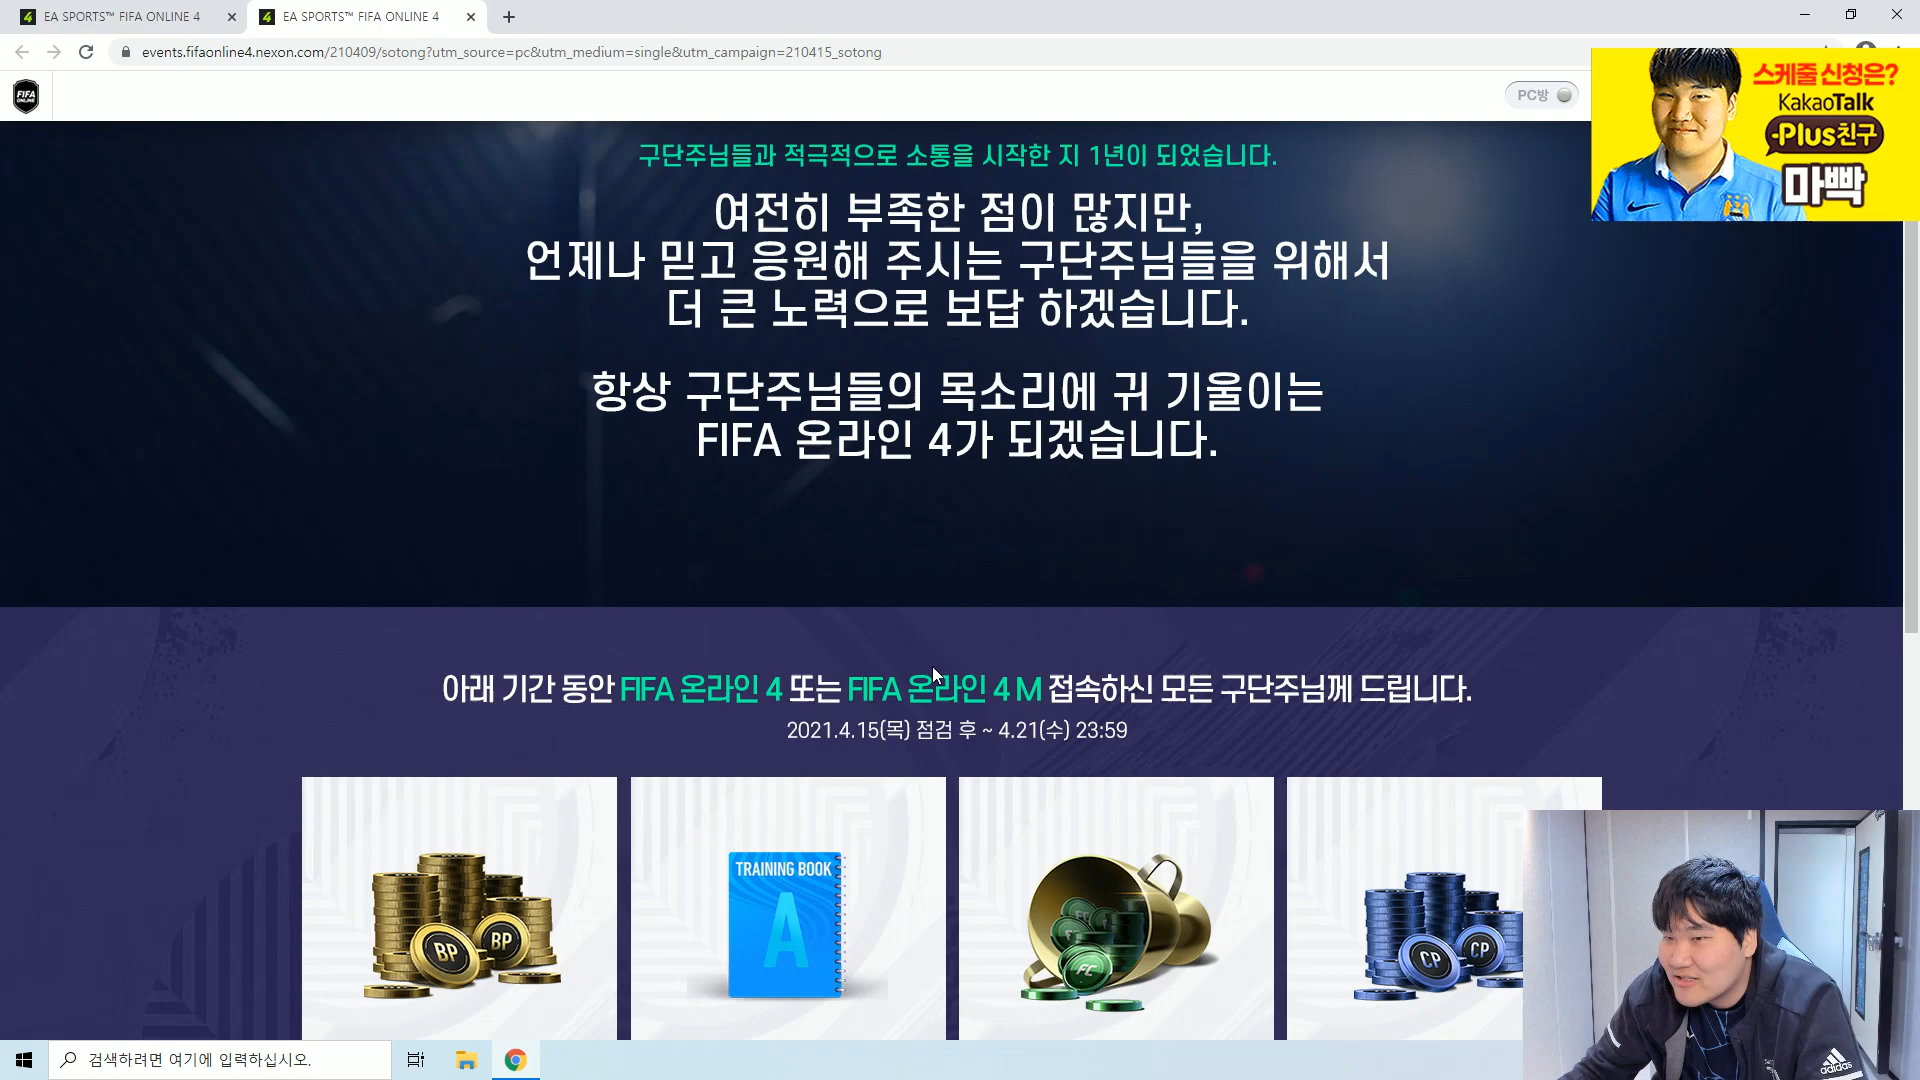 EA SPORTS™ FIFA ONLINE 4
EA SPORTS™ FIFA ONLINE 4
events.fifaonline4.nexon.com/210409/sotong?utm_source=pc&utm_medium=single&utm_campaign=210415_sotong
FIFA
ONLINE
PC방
스케줄 신청은?
KakaoTalk
-Plus친구
마빡
구단주님들과 적극적으로 소통을 시작한 지 1년이 되었습니다.
여전히 부족한 점이 많지만,
언제나 믿고 응원해 주시는 구단주님들을 위해서
더 큰 노력으로 보답 하겠습니다.
항상 구단주님들의 목소리에 귀 기울이는
FIFA 온라인 4가 되겠습니다.
아래 기간 동안 FIFA 온라인 4 또는 FIFA 온라인 4 M 접속하신 모든 구단주님께 드립니다.
2021.4.15(목) 점검 후 ~ 4.21(수) 23:59
BP
BP
TRAINING BOOK
A
FC
CP
CP
adidas
검색하려면 여기에 입력하십시오.